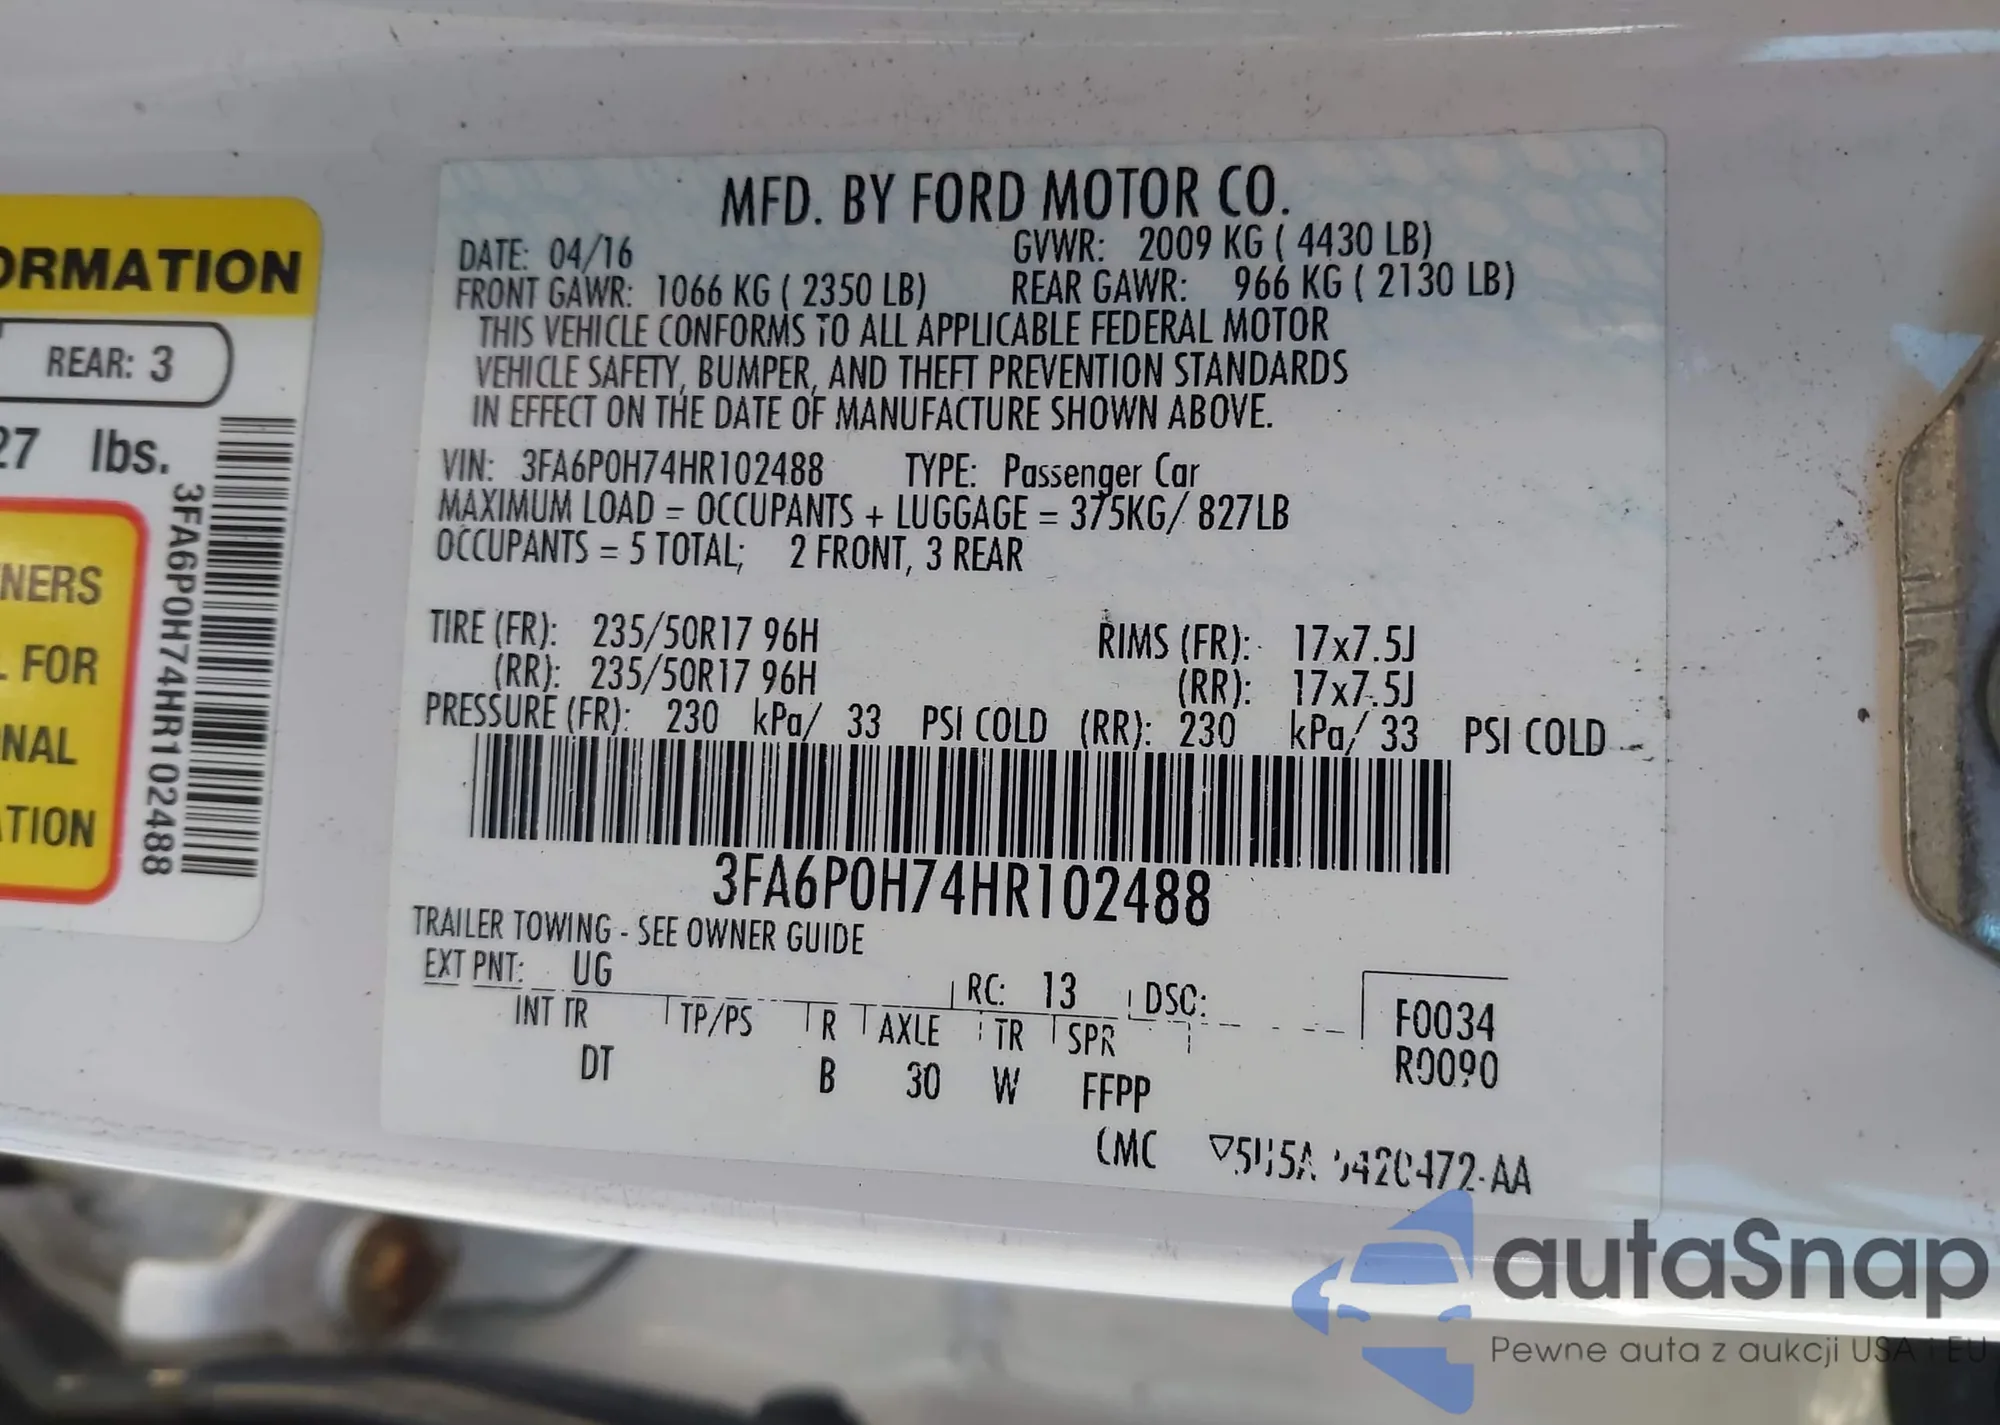 ORMATION
REAR: 3
27 lbs.
NERS
FOR
NAL
ATION
3FA6P0H74HR102488
MFD. BY FORD MOTOR CO.
DATE: 04/16 GVWR: 2009 KG ( 4430 LB)
FRONT GAWR: 1066 KG ( 2350 LB) REAR GAWR: 966 KG ( 2130 LB)
THIS VEHICLE CONFORMS TO ALL APPLICABLE FEDERAL MOTOR
VEHICLE SAFETY, BUMPER, AND THEFT PREVENTION STANDARDS
IN EFFECT ON THE DATE OF MANUFACTURE SHOWN ABOVE.
VIN: 3FA6P0H74HR102488 TYPE: Passenger Car
MAXIMUM LOAD = OCCUPANTS + LUGGAGE = 375KG/ 827LB
OCCUPANTS = 5 TOTAL; 2 FRONT, 3 REAR
TIRE (FR): 235/50R17 96H RIMS (FR): 17x7.5J
(RR): 235/50R17 96H (RR): 17x7.5J
PRESSURE (FR): 230 kPa/ 33 PSI COLD (RR): 230 kPa/ 33 PSI COLD
3FA6P0H74HR102488
TRAILER TOWING - SEE OWNER GUIDE
EXT PNT: UG RC: 13 DSO:
INT TR TP/PS R AXLE TR SPR F0034
DT B 30 W FFPP R0090
CMC
autaSnap
Pewne auta z aukcji USA i EU